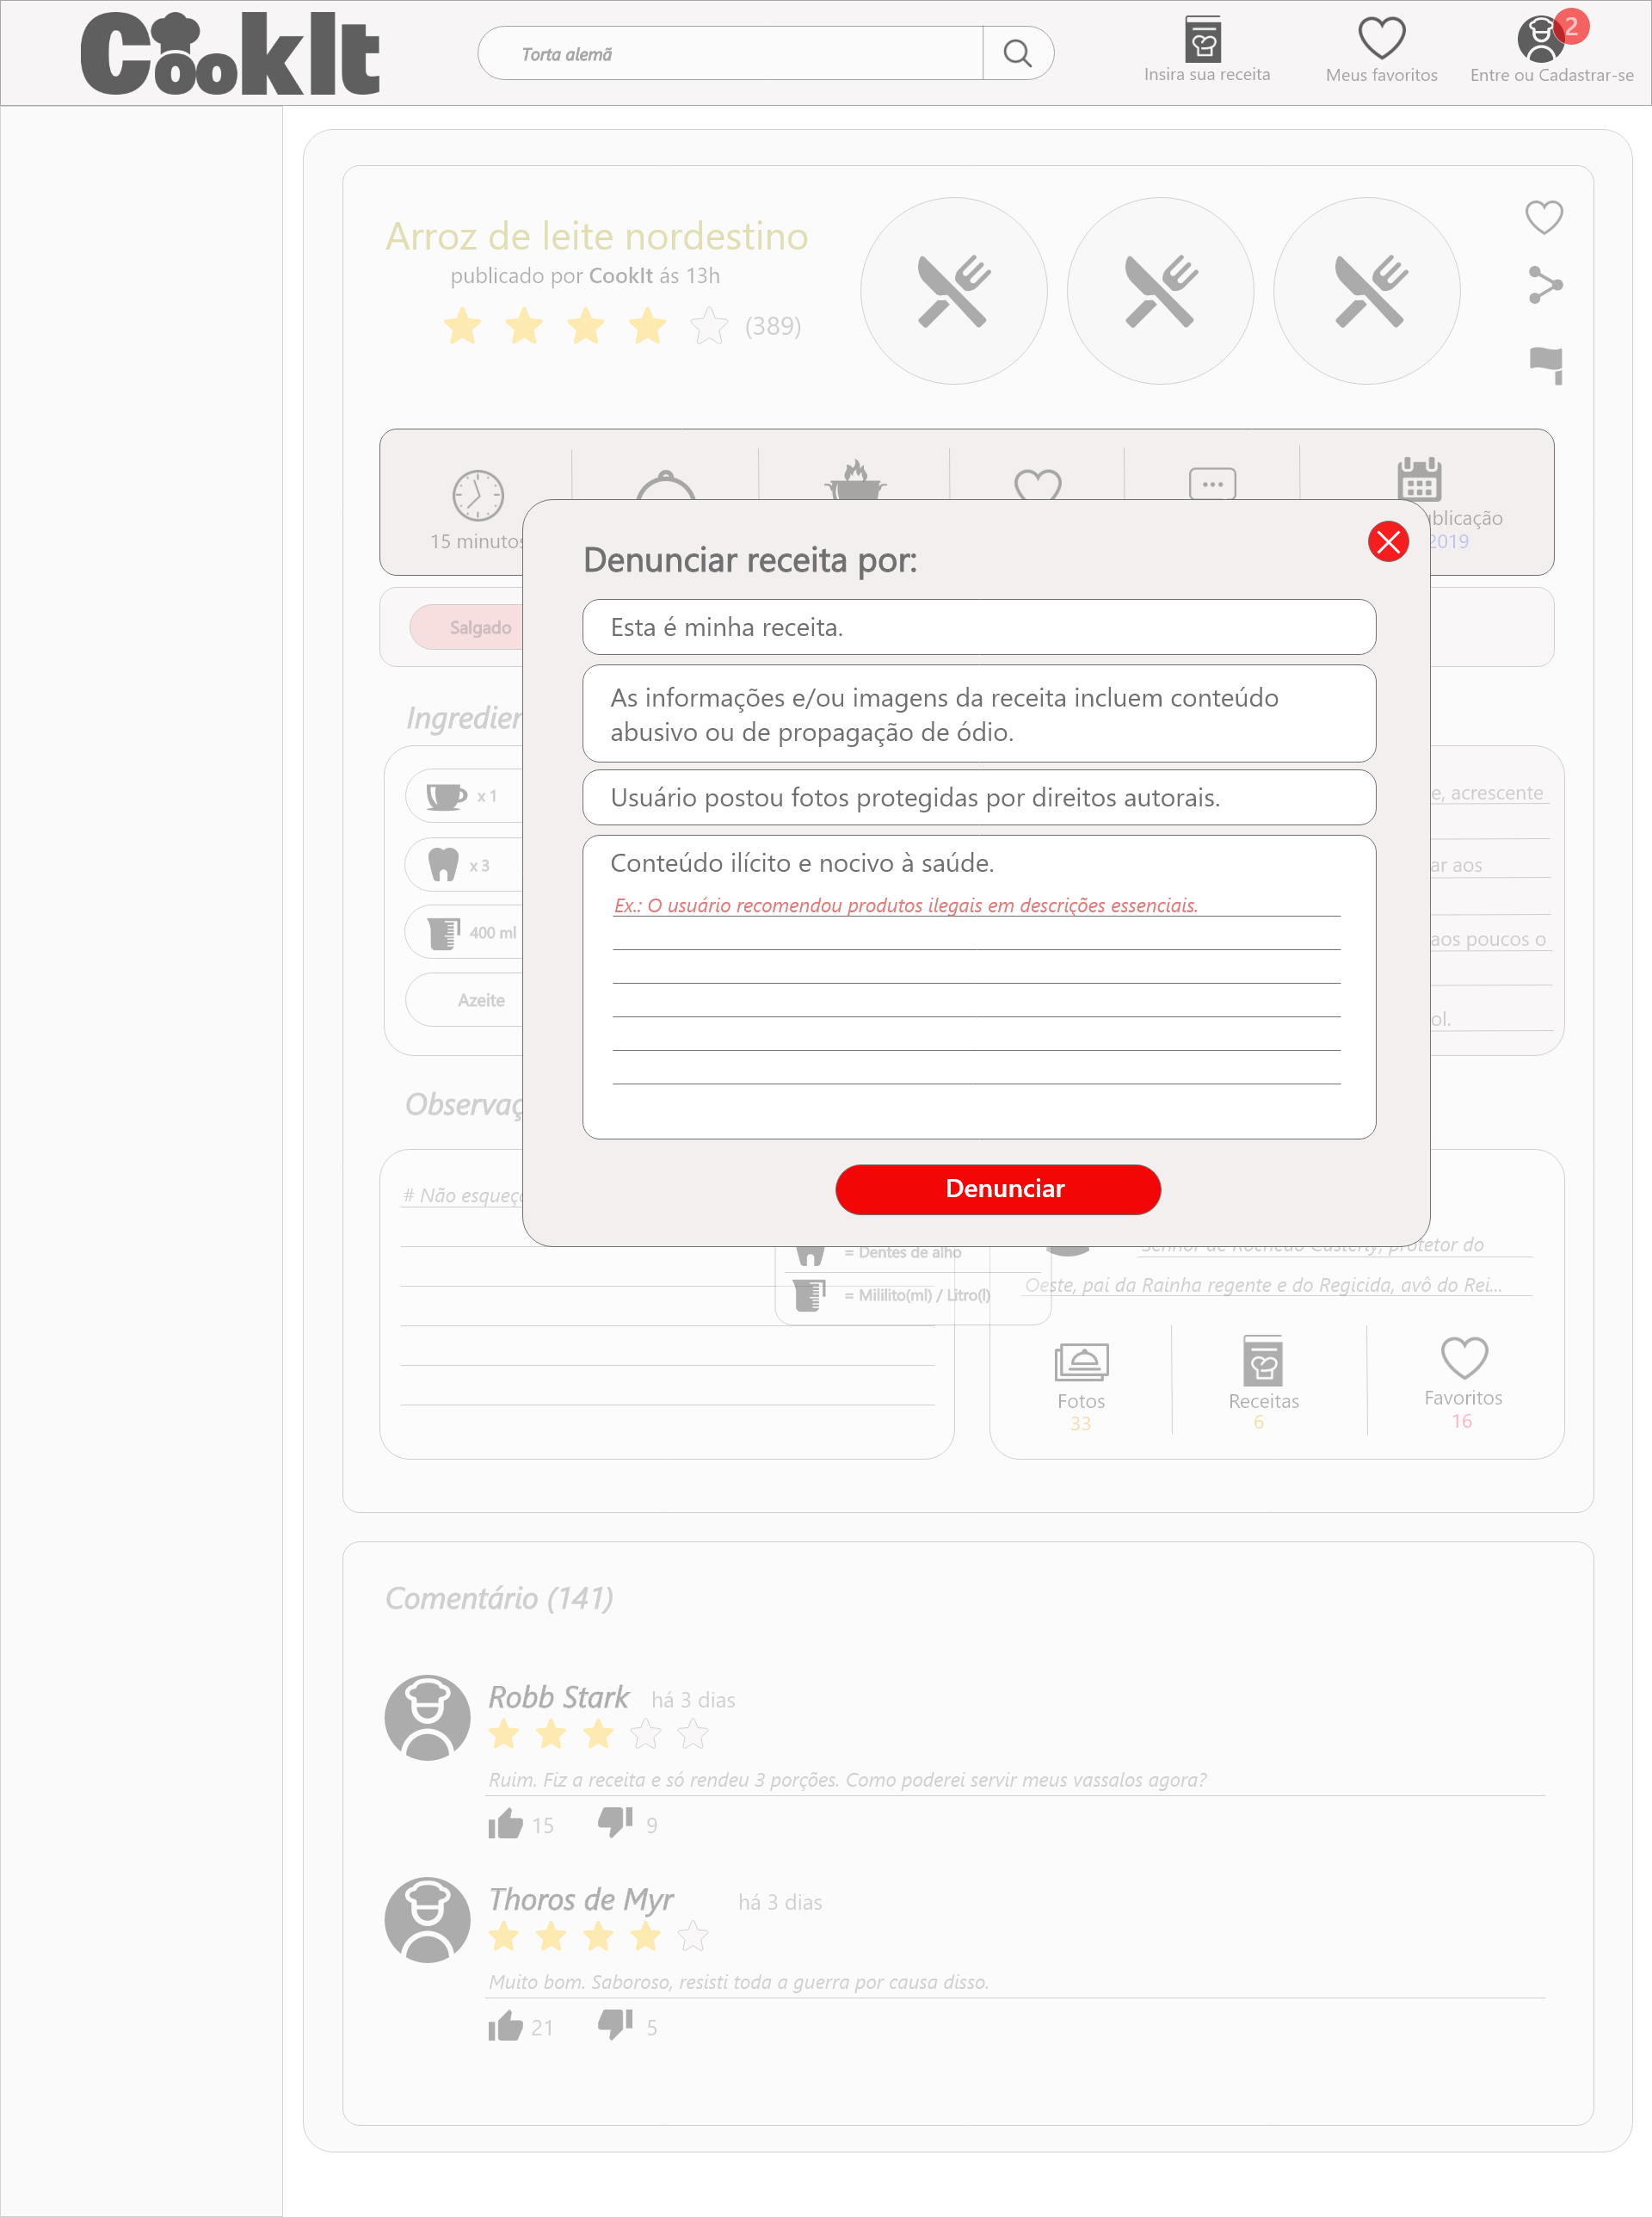 CookIt
Torta alemã
Insira sua receita
Meus favoritos
2
Entre ou Cadastrar-se
Arroz de leite nordestino
publicado por CookIt ás 13h
(389)
15 minutos
blicação
2019
Denunciar receita por:
Salgado
Esta é minha receita.
As informações e/ou imagens da receita incluem conteúdo
abusivo ou de propagação de ódio.
Usuário postou fotos protegidas por direitos autorais.
Conteúdo ilícito e nocivo à saúde.
Ex.: O usuário recomendou produtos ilegais em descrições essenciais.
Denunciar
Ingredien
x 1
x 3
400 ml
Azeite
e, acrescente
ar aos
aos poucos o
ol.
Observaç
# Não esqueça
= Dentes de alho
= Mililito(ml) / Litro(l)
Senhor de Rochedo Casterly, protetor do
Oeste, pai da Rainha regente e do Regicida, avô do Rei...
Fotos
33
Receitas
6
Favoritos
16
Comentário (141)
Robb Stark há 3 dias
Ruim. Fiz a receita e só rendeu 3 porções. Como poderei servir meus vassalos agora?
15 9
Thoros de Myr há 3 dias
Muito bom. Saboroso, resisti toda a guerra por causa disso.
21 5